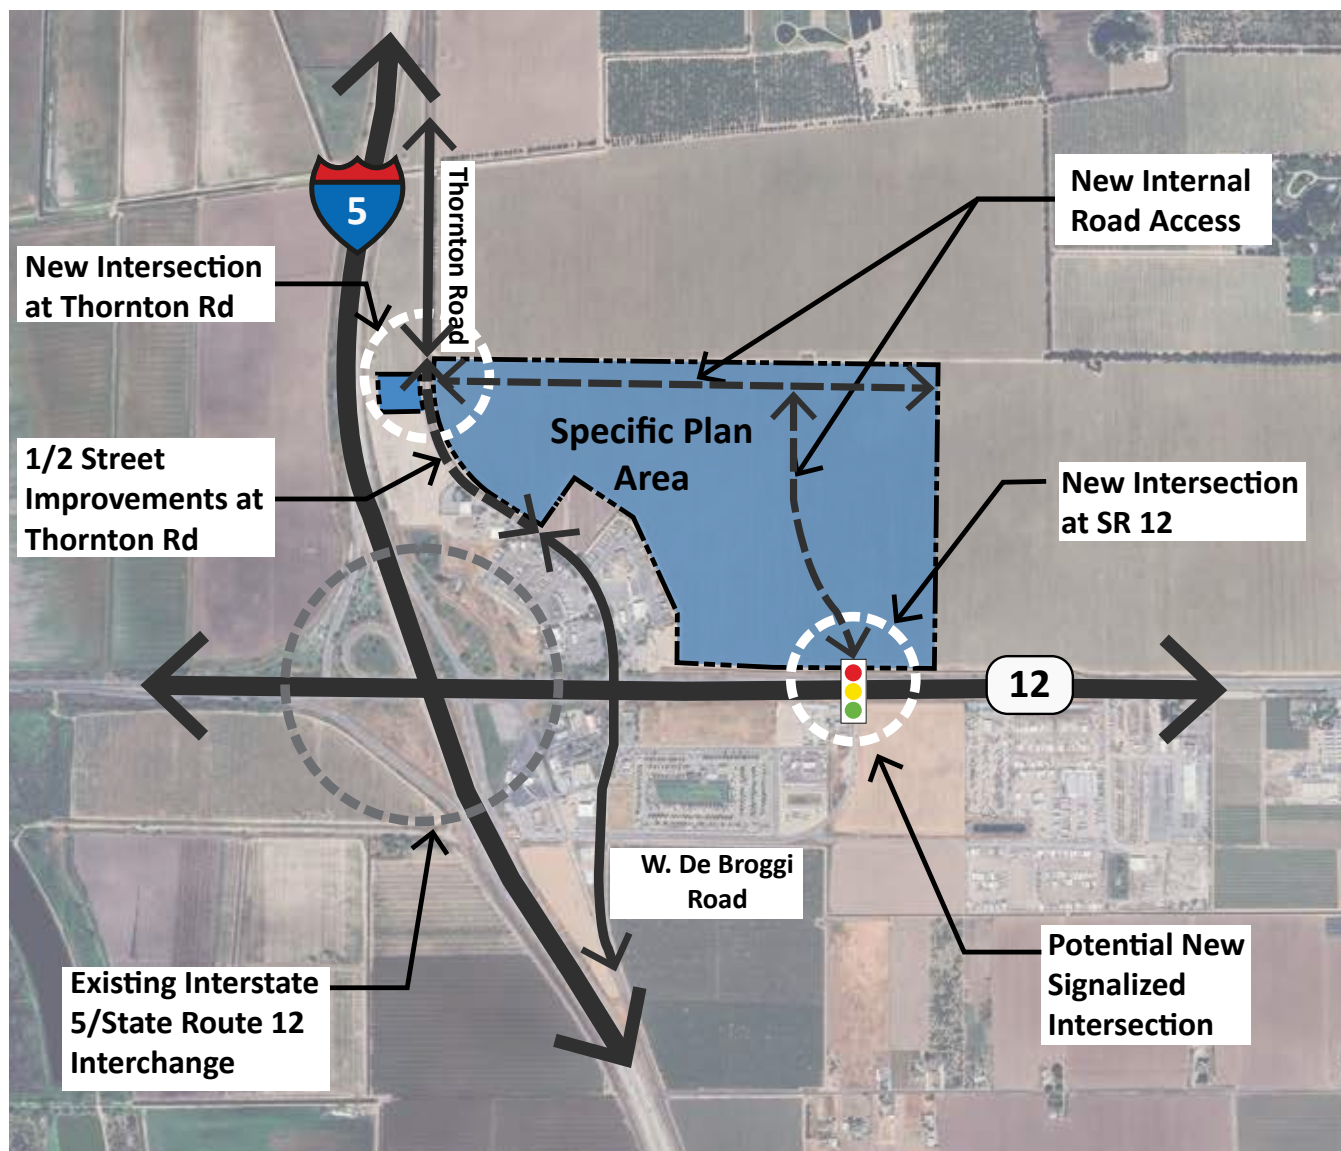 5
Thornton Road
New Internal
Road Access
New Intersection
at Thornton Rd
Specific Plan
Area
1/2 Street
Improvements at
Thornton Rd
New Intersection
at SR 12
12
W. De Broggi
Road
Existing Interstate
5/State Route 12
Interchange
Potential New
Signalized
Intersection